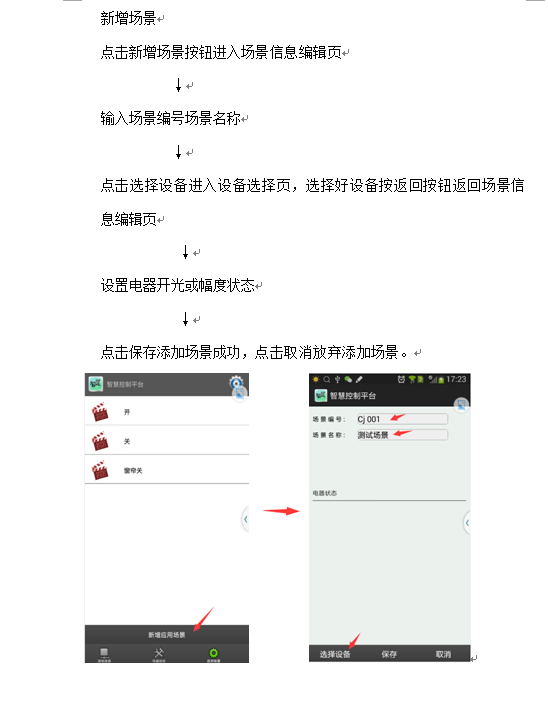 新增场景
点击新增场景按钮进入场景信息编辑页
输入场景编号场景名称
点击选择设备进入设备选择页，选择好设备按返回按钮返回场景信
息编辑页
设置电器开光或幅度状态
点击保存添加场景成功，点击取消放弃添加场景。
智慧控制平台
开
关
窗帘关
新增应用场景
17:23
智慧控制平台
场景编号：
Cj 001
场景名称：
测试场景
电器状态
选择设备 保存 取消